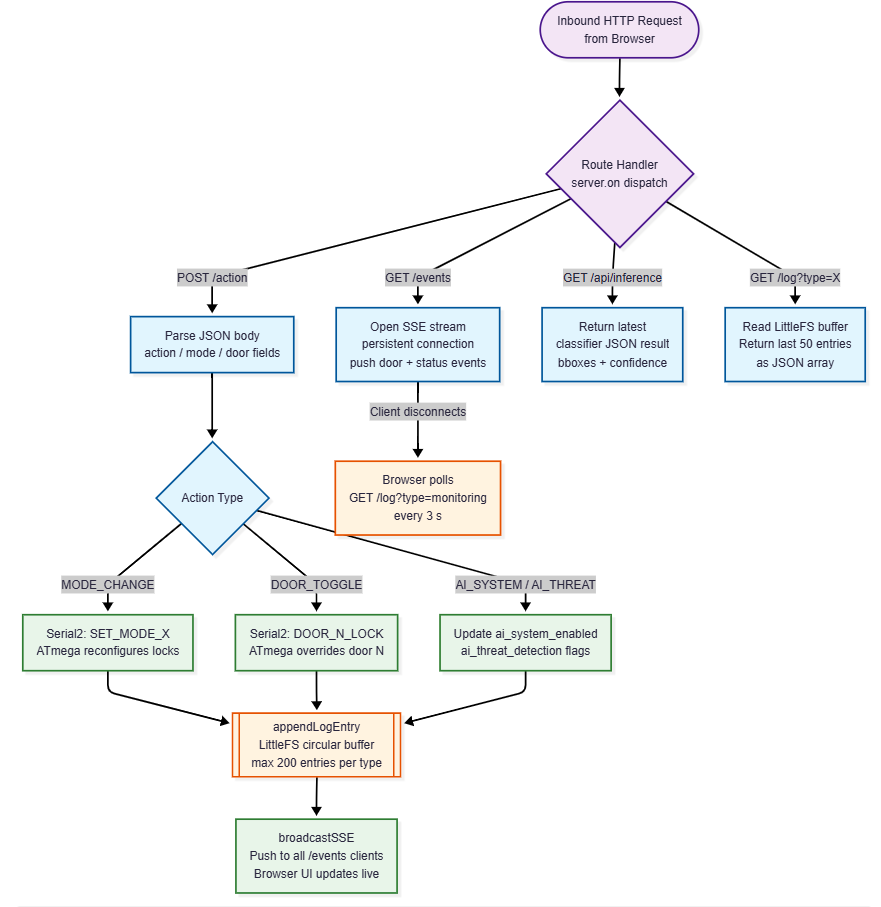 Inbound HTTP Request
from Browser
Route Handler
server.on dispatch
POST /action
GET /events
GET /api/inference
GET /log?type=X
Parse JSON body
action / mode / door fields
Open SSE stream
persistent connection
push door + status events
Return latest
classifier JSON result
bboxes + confidence
Read LittleFS buffer
Return last 50 entries
as JSON array
Client disconnects
Browser polls
GET /log?type=monitoring
every 3 s
Action Type
MODE_CHANGE
DOOR_TOGGLE
AI_SYSTEM / AI_THREAT
Serial2: SET_MODE_X
ATmega reconfigures locks
Serial2: DOOR_N_LOCK
ATmega overrides door N
Update ai_system_enabled
ai_threat_detection flags
appendLogEntry
LittleFS circular buffer
max 200 entries per type
broadcastSSE
Push to all /events clients
Browser UI updates live